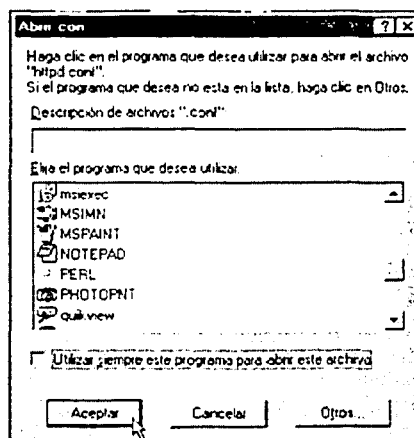 Abrir con
Haga clic en el programa que desea utilizar para abrir el archivo
"httpd.conf".
Si el programa que desea no esta en la lista, haga clic en Otros.
Descripción de archivos ".conf":
Elija el programa que desea utilizar:
msiexec
MSIMN
MSPAINT
NOTEPAD
PERL
PHOTOPNT
quikview
Utilizar siempre este programa para abrir este archivo
Aceptar
Cancelar
Otros...